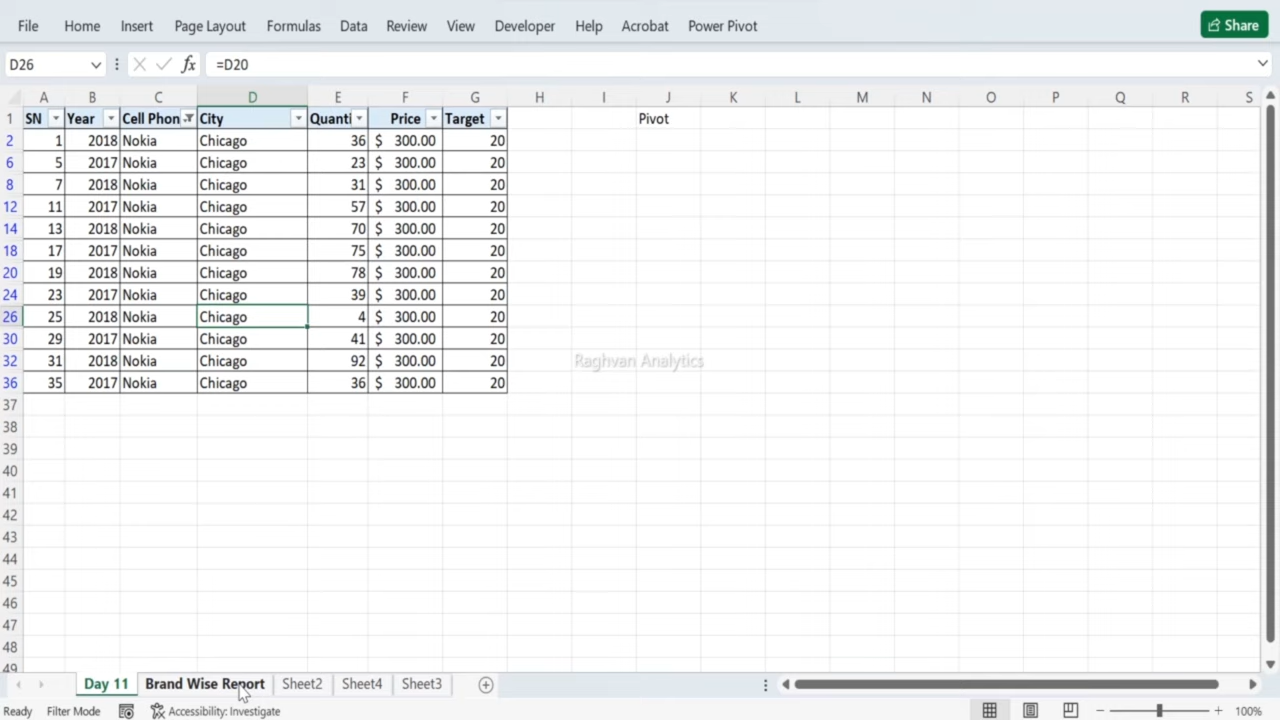 File Home Insert Page Layout Formulas Data Review View Developer Help Acrobat Power Pivot Share
D26 fx =D20
A B C D E F G H I J K L M N O P Q R S
1 SN Year Cell Phon City Quanti Price Target Pivot
2 1 2018 Nokia Chicago 36 $ 300.00 20
6 5 2017 Nokia Chicago 23 $ 300.00 20
8 7 2018 Nokia Chicago 31 $ 300.00 20
12 11 2017 Nokia Chicago 57 $ 300.00 20
14 13 2018 Nokia Chicago 70 $ 300.00 20
18 17 2017 Nokia Chicago 75 $ 300.00 20
20 19 2018 Nokia Chicago 78 $ 300.00 20
24 23 2017 Nokia Chicago 39 $ 300.00 20
26 25 2018 Nokia Chicago 4 $ 300.00 20
30 29 2017 Nokia Chicago 41 $ 300.00 20
32 31 2018 Nokia Chicago 92 $ 300.00 20 Raghvan Analytics
36 35 2017 Nokia Chicago 36 $ 300.00 20
37
38
39
40
41
42
43
44
45
46
47
48
49
Day 11 Brand Wise Report Sheet2 Sheet4 Sheet3
Ready Filter Mode Accessibility: Investigate 100%